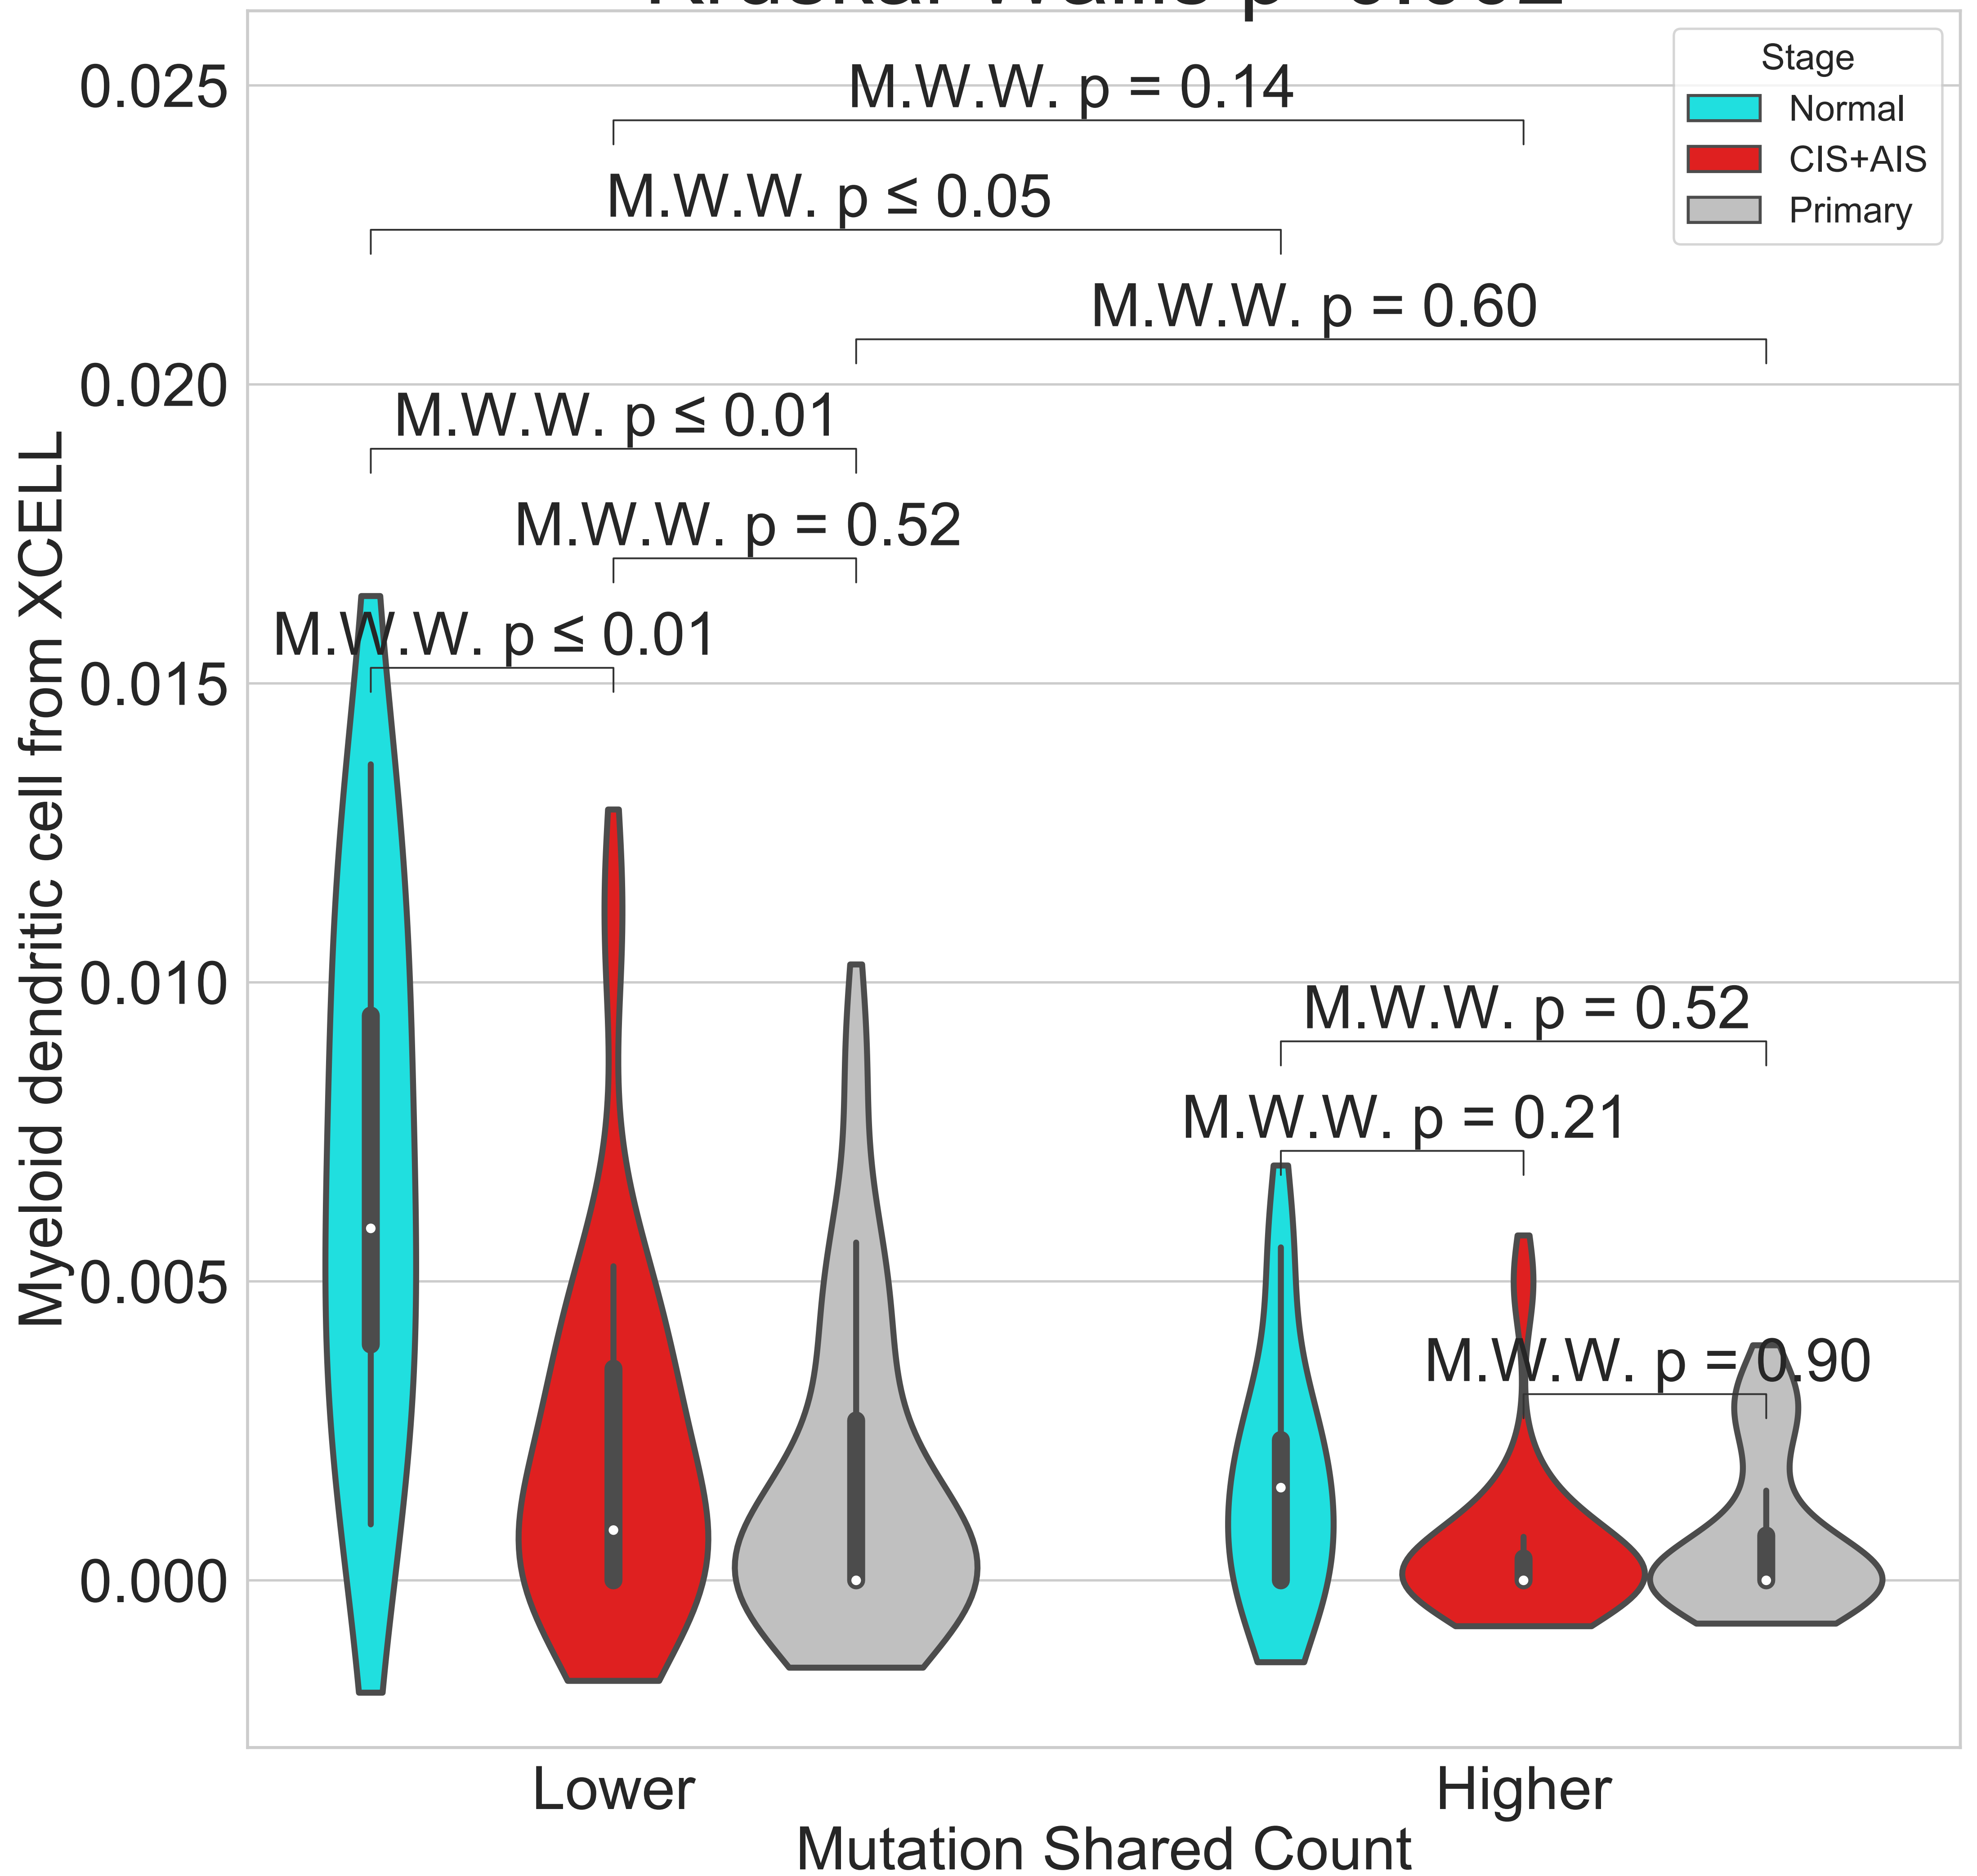 Stage
Normal
CIS+AIS
Primary
M.W.W. p = 0.14
M.W.W. p ≤ 0.05
M.W.W. p = 0.60
M.W.W. p ≤ 0.01
M.W.W. p = 0.52
M.W.W. p ≤ 0.01
M.W.W. p = 0.52
M.W.W. p = 0.21
M.W.W. p = 0.90
0.025
0.020
0.015
0.010
0.005
0.000
Myeloid dendritic cell from XCELL
Lower
Higher
Mutation Shared Count